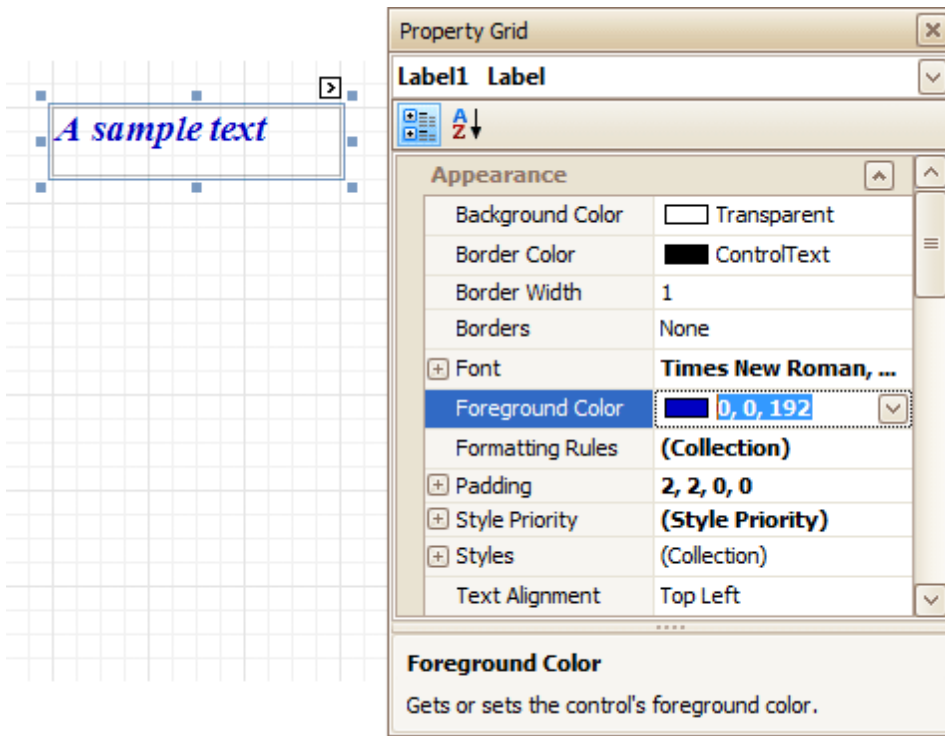 A sample text
Property Grid
Label1 Label
A
Z
Appearance
Background Color Transparent
Border Color ControlText
Border Width 1
Borders None
Font Times New Roman, ...
Foreground Color 0, 0, 192
Formatting Rules (Collection)
Padding 2, 2, 0, 0
Style Priority (Style Priority)
Styles (Collection)
Text Alignment Top Left
Foreground Color
Gets or sets the control's foreground color.